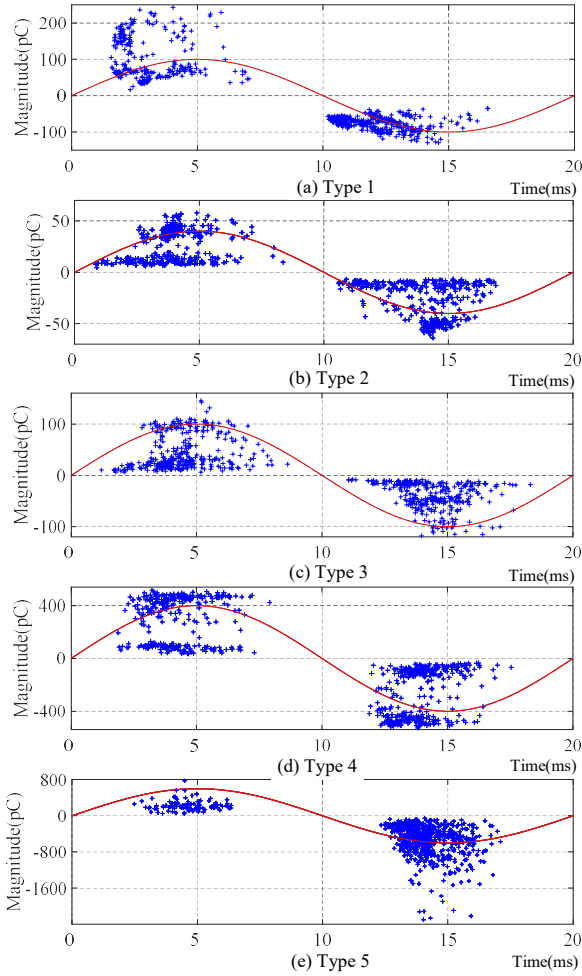 200
100
0
-100
Magnitude(pC)
0 5 10 15 20
(a) Type 1 Time(ms)
50
0
-50
Magnitude(pC)
0 5 10 15 20
(b) Type 2 Time(ms)
100
0
-100
Magnitude(pC)
0 5 10 15 20
(c) Type 3 Time(ms)
400
0
-400
Magnitude(pC)
0 5 10 15 20
(d) Type 4 Time(ms)
800
0
-800
-1600
Magnitude(pC)
0 5 10 15 20
(e) Type 5 Time(ms)